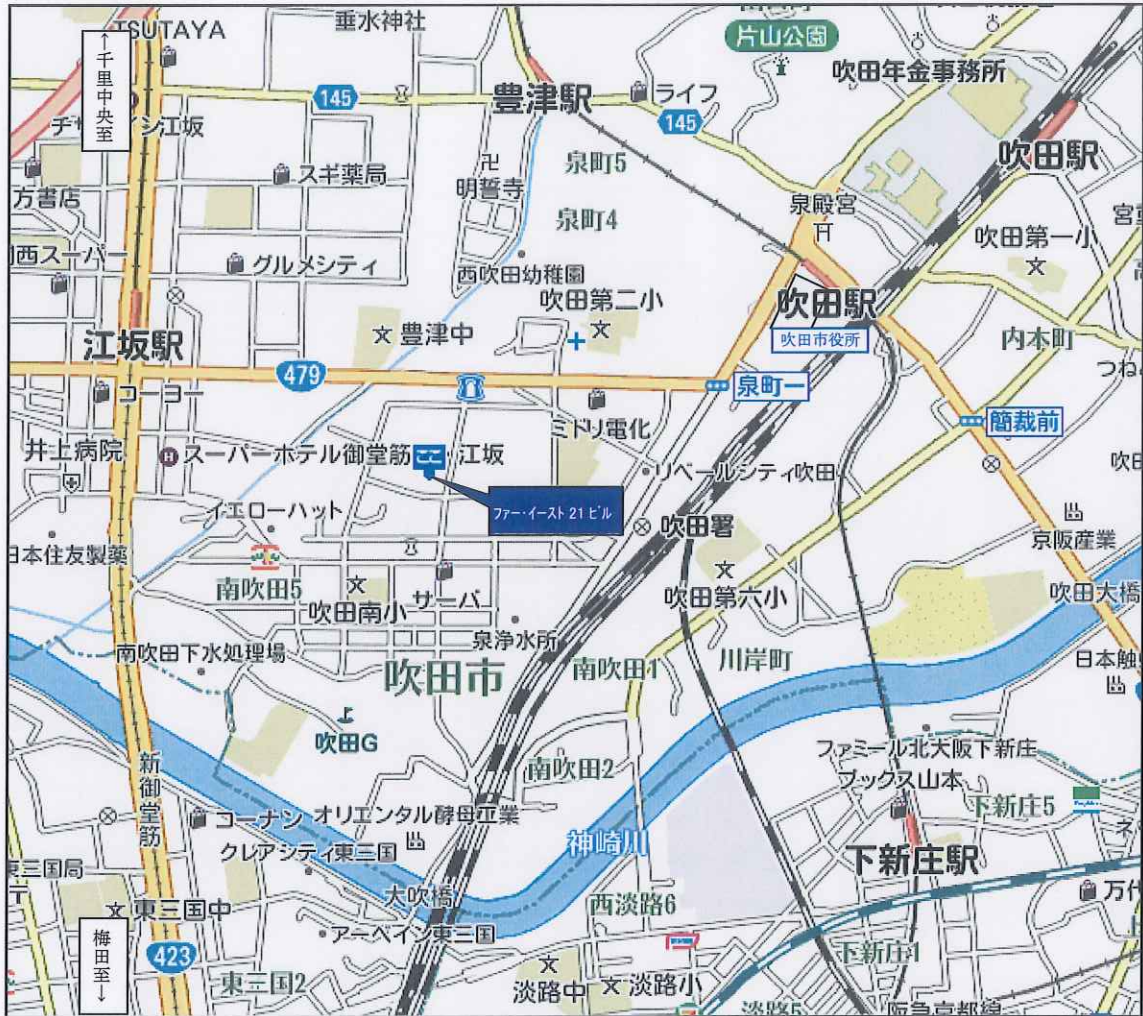 TSUTAYA
垂水神社
片山公園
↑千里中央至
吹田年金事務所
145
豊津駅
ライフ
145
江坂
吹田駅
スギ薬局
卍
明誓寺
泉町5
方書店
泉町4
泉殿宮
吹田第一小
西スーパー
グルメシティ
西吹田幼稚園
吹田第二小
吹田駅
豊津中
吹田市役所
内本町
江坂駅
479
泉町一
コーヨー
簡裁前
ミドリ電化
井上病院
H
スーパーホテル御堂筋
江坂
リベールシティ吹田
イエローハット
ファー・イースト 21 ビル
吹田署
京阪産業
日本住友製薬
南吹田5
吹田南小
サーパ
吹田第六小
吹田大橋
泉浄水所
南吹田下水処理場
吹田市
南吹田1
川岸町
日本触
吹田G
南吹田2
ファミール北大阪下新庄
ブックス山本
新御堂筋
下新庄5
コーナン
オリエンタル酵母工業
神崎川
クレアシティ東三国
下新庄駅
東三国局
大吹橋
西淡路6
万代
東三国中
アーベイン東三国
梅田至↓
423
下新庄1
東三国2
淡路中
淡路小
淡路5
阪急京都線